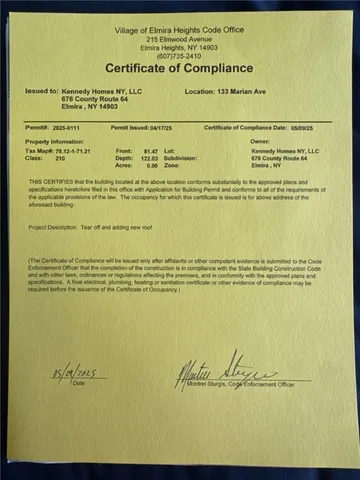 Village of Elmira Heights Code Office
215 Elmwood Avenue
Elmira Heights, NY 14903
(607)735-2410
Certificate of Compliance
Issued to: Kennedy Homes NY, LLC Location: 133 Marian Ave
678 County Route 64
Elmira , NY 14903
Permit#: 2025-0111 Permit Issued: 04/17/25 Certificate of Compliance Date: 05/09/25
Property Information: Owner:
Tax Map#: 78.12-1-71.21 Front: 81.47 Lot: Kennedy Homes NY, LLC
Class: 210 Depth: 122.03 Subdivision: 678 County Route 64
Acres: 0.00 Zone: Elmira , NY
THIS CERTIFIES that the building located at the above location conforms substantially to the approved plans and
specifications heretofore filed in this office with Application for Building Permit and conforms to all of the requirements of
the applicable provisions of the law. The occupancy for which this certificate is issued is for above address of the
aforesaid building.
Project Description: Tear off and adding new roof
(The Certificate of Compliance will be issued only after affidavits or other competent evidence is submitted to the Code
Enforcement Officer that the completion of the construction is in compliance with the State Building Construction Code
and with other laws, ordinances or regulations affecting the premises, and in conformity with the approved plans and
specifications. A final electrical, plumbing, heating or sanitation certificate or other evidence of compliance may be
required before the issuance of the Certificate of Occupancy.)
05/09/2025 Montrel Sturgis
Date Montrel Sturgis, Code Enforcement Officer